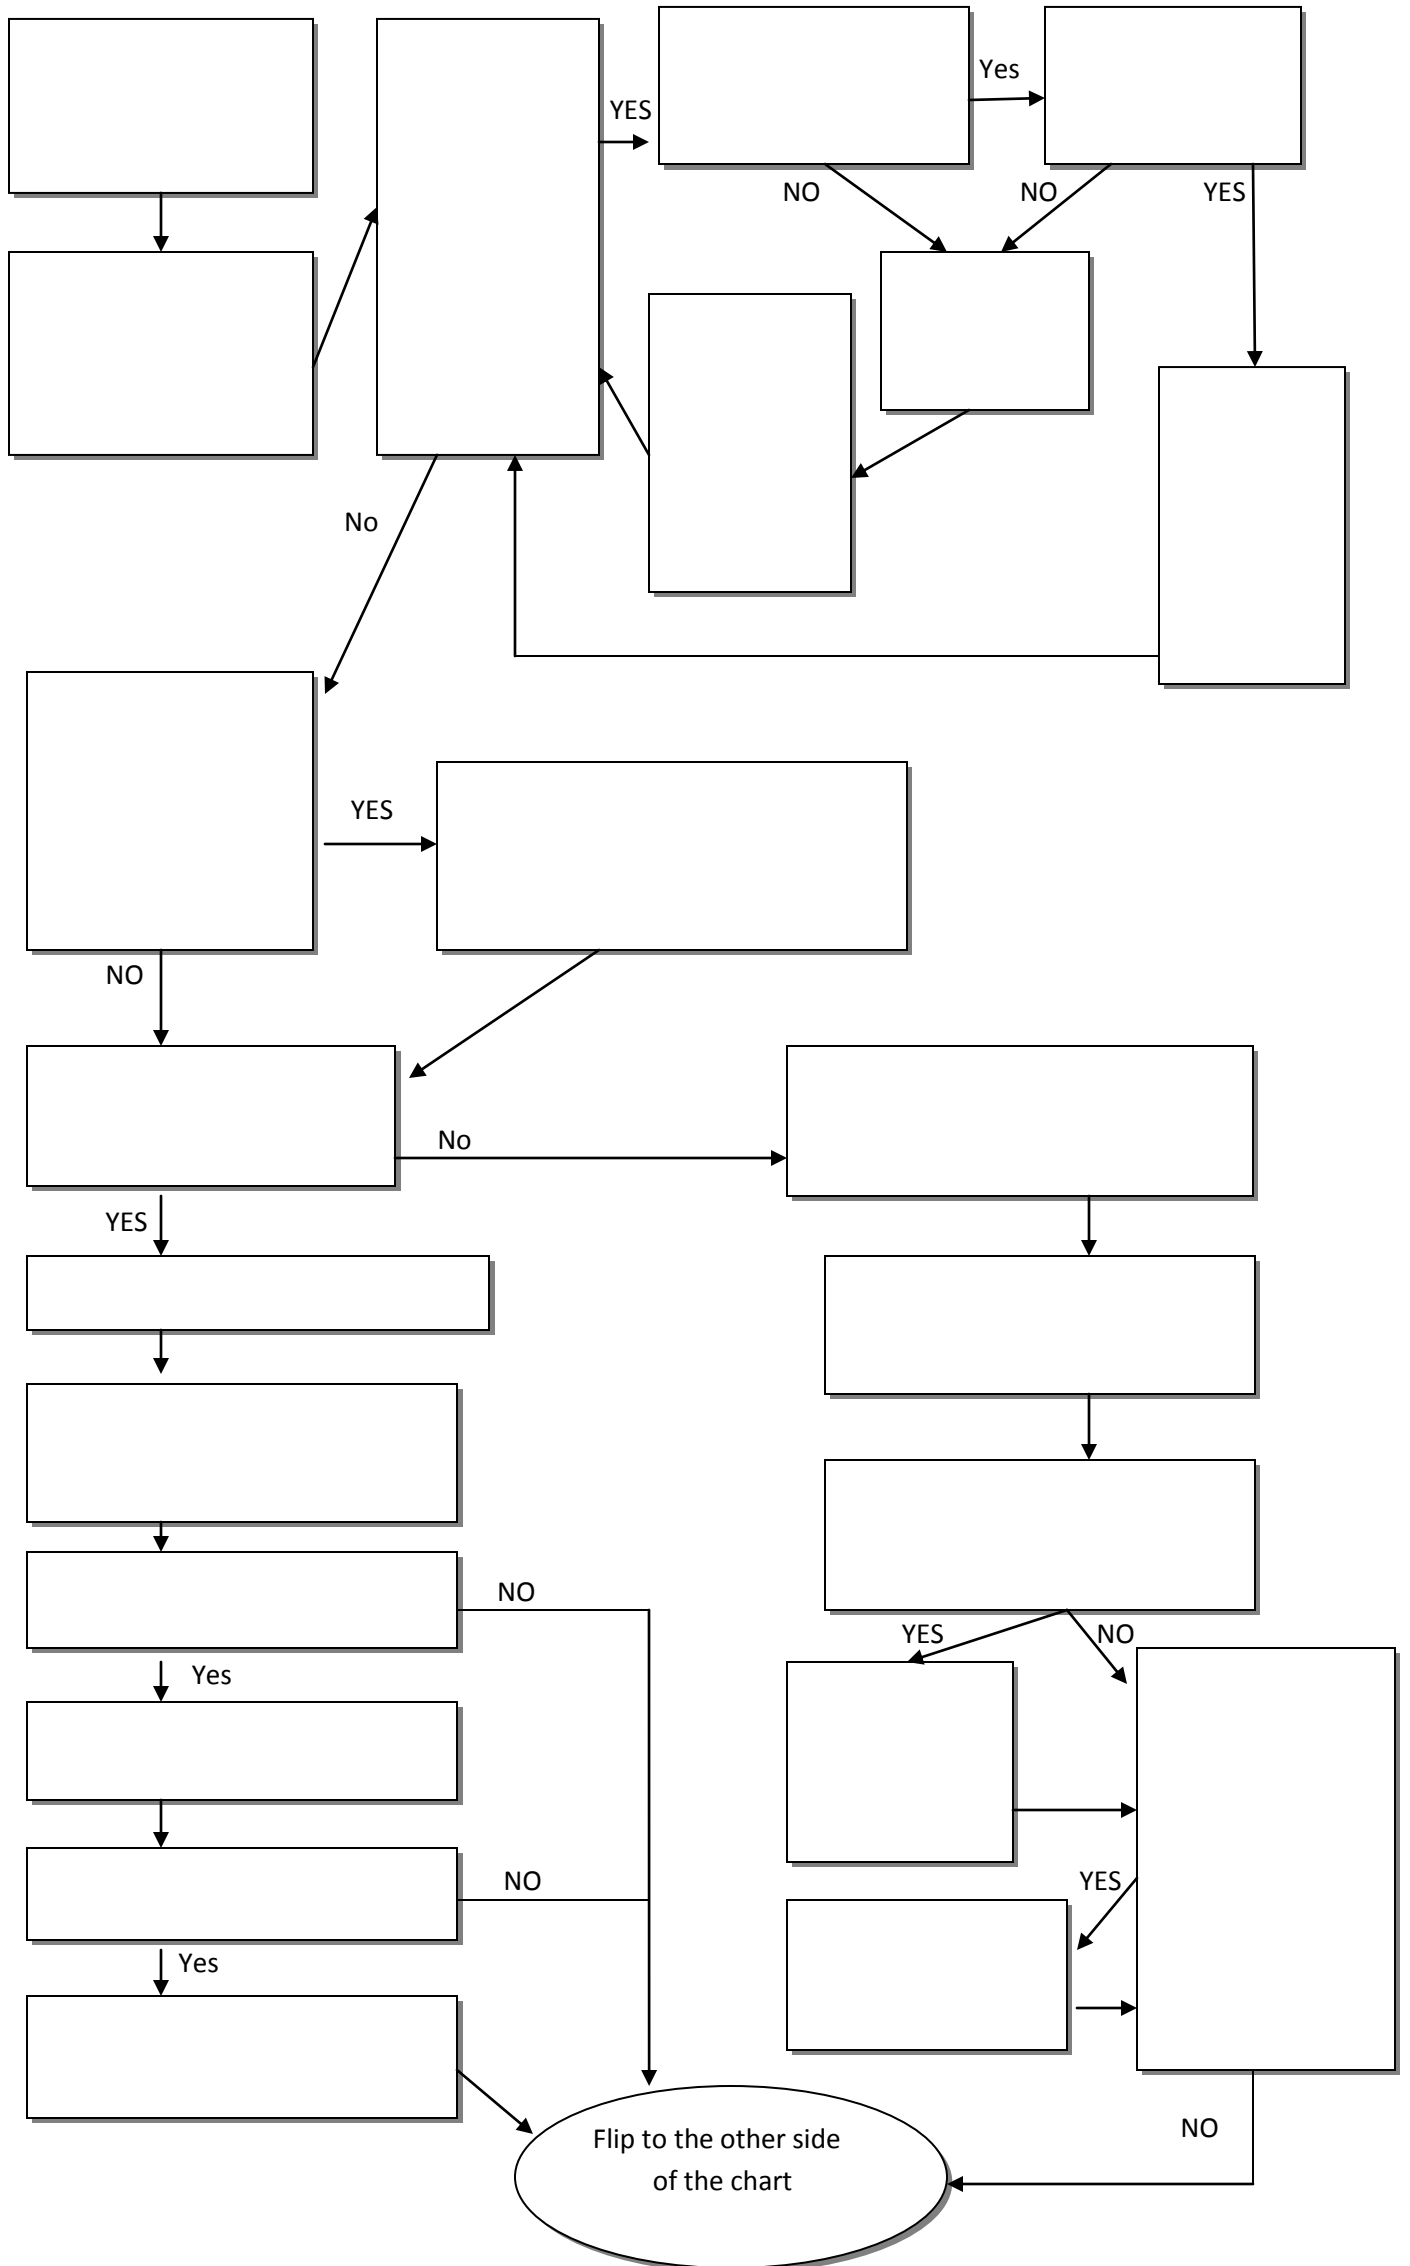 Yes
YES
NO
NO
YES
No
YES
NO
No
YES
NO
YES
NO
Yes
YES
NO
Yes
Flip to the other side
of the chart
NO